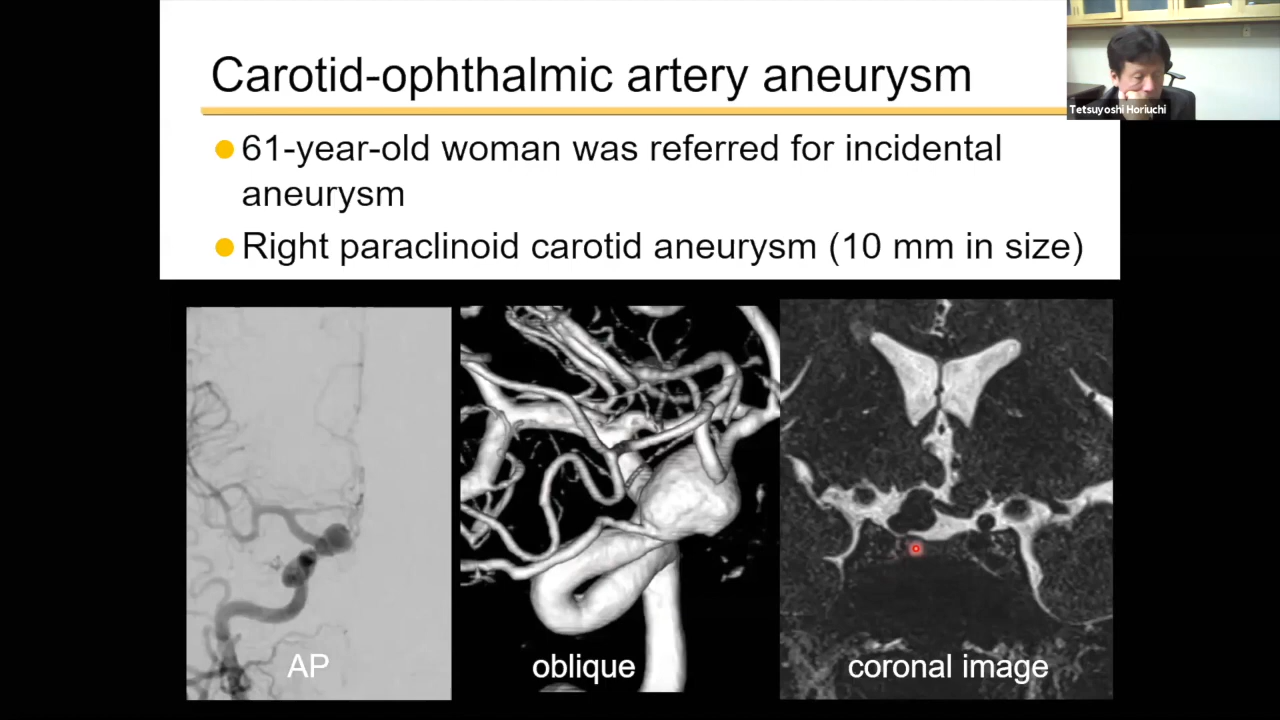 Carotid-ophthalmic artery aneurysm
Tetsuyoshi Horiuchi
61-year-old woman was referred for incidental
aneurysm
Right paraclinoid carotid aneurysm (10 mm in size)
AP
oblique
coronal image